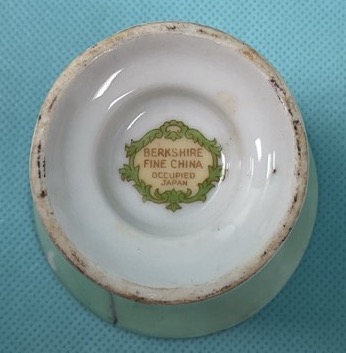 BERKSHIRE
FINE CHINA
OCCUPIED
JAPAN